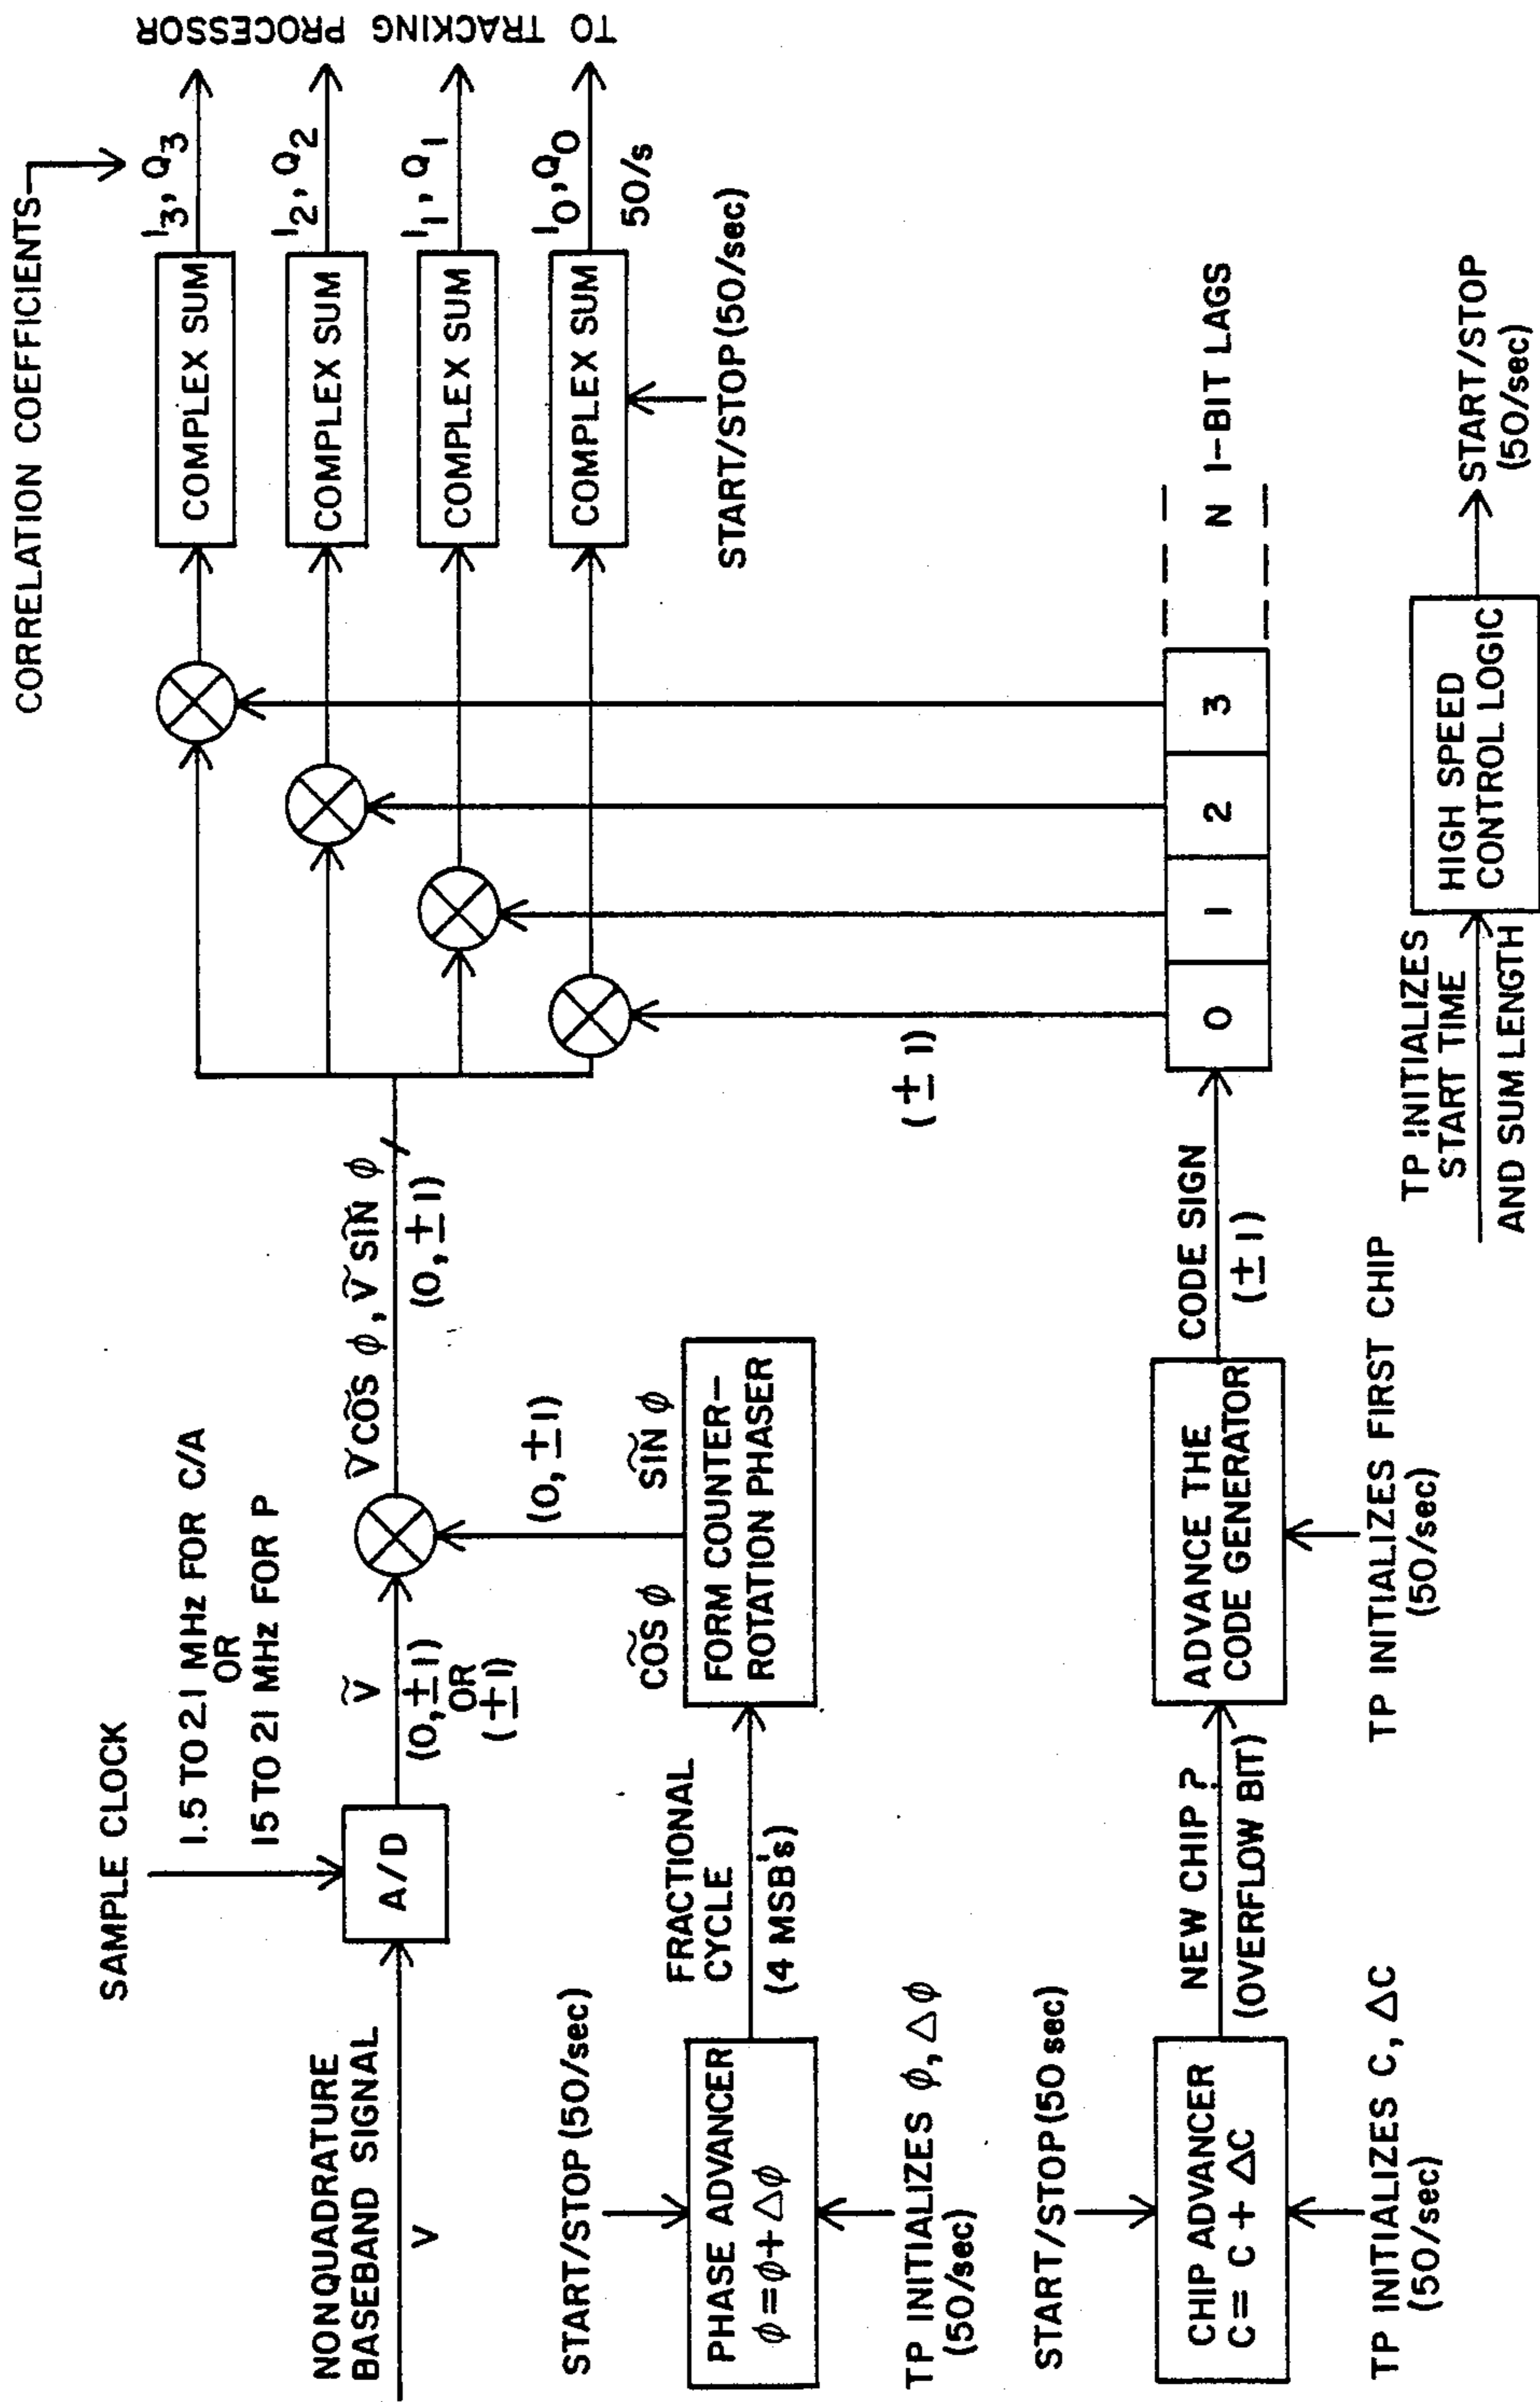 NONQUADRATURE
BASEBAND SIGNAL
V
SAMPLE CLOCK
1.5 TO 2.1 MHz FOR C/A
OR
15 TO 21 MHz FOR P
A/D
Ṽ
(0, ±1)
OR
(±1)
Ṽ CÕS ϕ, Ṽ SĨN ϕ
(0, ±1)
CORRELATION COEFFICIENTS
COMPLEX SUM
I3, Q3
COMPLEX SUM
I2, Q2
COMPLEX SUM
I1, Q1
COMPLEX SUM
I0, Q0
50/s
TO TRACKING PROCESSOR
START/STOP (50/sec)
START/STOP (50/sec)
PHASE ADVANCER
ϕ = ϕ + Δϕ
TP INITIALIZES ϕ, Δϕ
(50/sec)
FRACTIONAL
CYCLE
(4 MSB's)
CÕS ϕ SĨN ϕ
FORM COUNTER-
ROTATION PHASER
(0, ±1)
START/STOP (50 sec)
CHIP ADVANCER
C = C + ΔC
TP INITIALIZES C, ΔC
(50/sec)
NEW CHIP ?
(OVERFLOW BIT)
ADVANCE THE
CODE GENERATOR
TP INITIALIZES FIRST CHIP
(50/sec)
CODE SIGN
(±1)
(±1)
0 1 2 3
N 1-BIT LAGS
TP INITIALIZES
START TIME
AND SUM LENGTH
HIGH SPEED
CONTROL LOGIC
START/STOP
(50/sec)